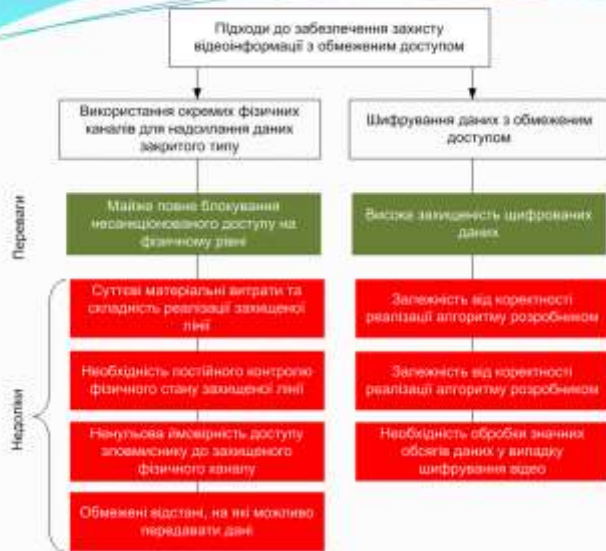 Підходи до забезпечення захисту
відеоінформації з обмеженим доступом
Використання окремих фізичних
каналів для надсилання даних
закритого типу
Шифрування даних з обмеженим
доступом
Переваги
Майже повне блокування
несанкціонованого доступу на
фізичному рівні
Висока захищеність шифрованих
даних
Недоліки
Суттєві матеріальні витрати та
складність реалізації захищеної
лінії
Залежність від коректності
реалізації алгоритму розробником
Необхідність постійного контролю
фізичного стану захищеної лінії
Залежність від коректності
реалізації алгоритму розробником
Ненульова ймовірність доступу
зловмиснику до захищеного
фізичного каналу
Необхідність обробки значних
обсягів даних у випадку
шифрування відео
Обмежені відстані, на які можливо
передавати дані